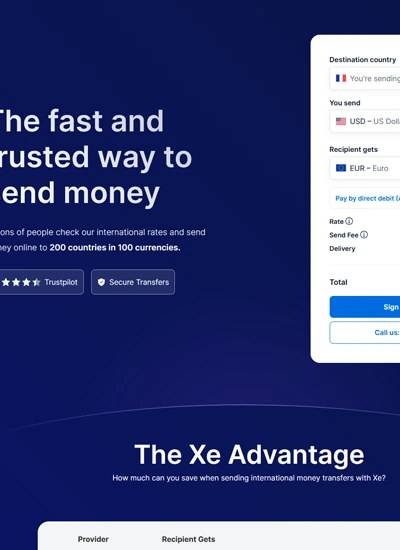 The fast and
trusted way to
send money
ons of people check our international rates and send
ney online to 200 countries in 100 currencies.
Trustpilot
Secure Transfers
Destination country
You're sending
You send
USD – US Dolla
Recipient gets
EUR – Euro
Pay by direct debit (A
Rate
Send Fee
Delivery
Total
Sign
Call us:
The Xe Advantage
How much can you save when sending international money transfers with Xe?
Provider
Recipient Gets